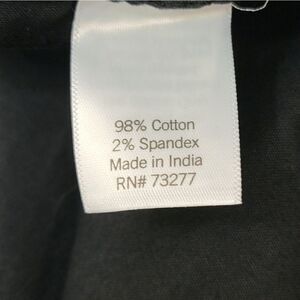 98% Cotton
2% Spandex
Made in India
RN# 73277